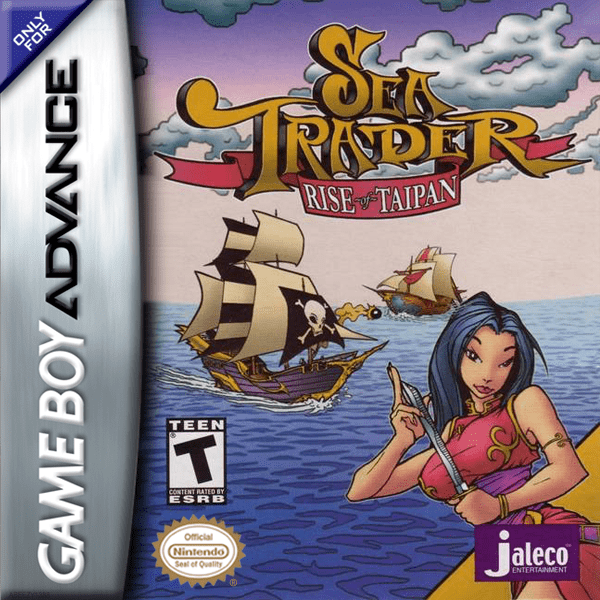 ONLY
FOR
GAME BOY ADVANCE
SEA
TRADER
RISE of TAIPAN
TEEN
T
CONTENT RATED BY
ESRB
Official
Nintendo
Seal of Quality
®
jaleco™
ENTERTAINMENT